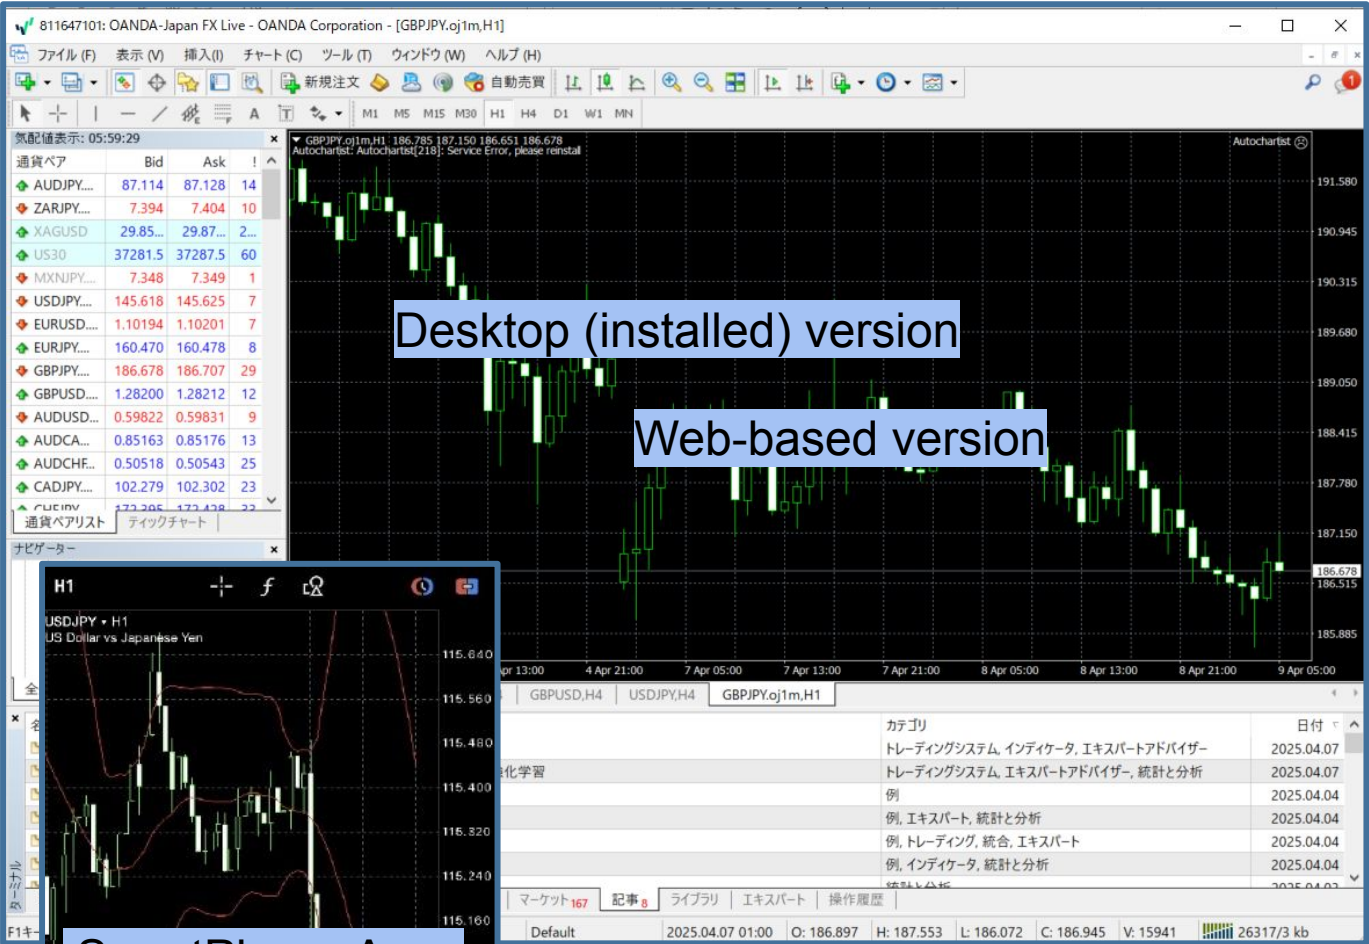 811647101: OANDA-Japan FX Live - OANDA Corporation - [GBPJPY.oj1m,H1]
ファイル (F) 表示 (V) 挿入(I) チャート (C) ツール (T) ウィンドウ (W) ヘルプ (H)
新規注文 自動売買 1
A T M1 M5 M15 M30 H1 H4 D1 W1 MN
気配値表示: 05:59:29
通貨ペア Bid Ask !
AUDJPY.... 87.114 87.128 14
ZARJPY.... 7.394 7.404 10
XAGUSD 29.85... 29.87... 2...
US30 37281.5 37287.5 60
MXNJPY.... 7.348 7.349 1
USDJPY.... 145.618 145.625 7
EURUSD.... 1.10194 1.10201 7
EURJPY.... 160.470 160.478 8
GBPJPY.... 186.678 186.707 29
GBPUSD.... 1.28200 1.28212 12
AUDUSD... 0.59822 0.59831 9
AUDCA... 0.85163 0.85176 13
AUDCHF... 0.50518 0.50543 25
CADJPY.... 102.279 102.302 23
通貨ペアリスト ティックチャート
ナビゲーター
GBPJPY.oj1m,H1 186.785 187.150 186.651 186.678
Autochartist: Autochartist[218]: Service Error, please reinstall
Autochartist
191.580
190.945
190.315
189.680
189.050
188.415
187.780
187.150
186.678
186.515
185.885
Desktop (installed) version
Web-based version
Apr 13:00 4 Apr 21:00 7 Apr 05:00 7 Apr 13:00 7 Apr 21:00 8 Apr 05:00 8 Apr 13:00 8 Apr 21:00 9 Apr 05:00
GBPUSD,H4 USDJPY,H4 GBPJPY.oj1m,H1
H1
USDJPY H1
US Dollar vs Japanese Yen
115.640
115.560
115.480
115.400
115.320
115.240
115.160
カテゴリ 日付
トレーディングシステム, インディケータ, エキスパートアドバイザー 2025.04.07
化学習 トレーディングシステム, エキスパートアドバイザー, 統計と分析 2025.04.07
例 2025.04.04
例, エキスパート, 統計と分析 2025.04.04
例, トレーディング, 統合, エキスパート 2025.04.04
例, インディケータ, 統計と分析 2025.04.04
ターミナル
マーケット 167 記事 8 ライブラリ エキスパート 操作履歴
F1キー
Default 2025.04.07 01:00 O: 186.897 H: 187.553 L: 186.072 C: 186.945 V: 15941 26317/3 kb